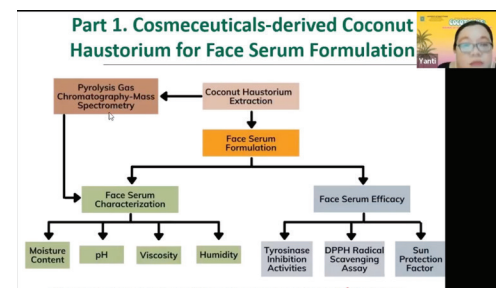 Part 1. Cosmeceuticals-derived Coconut
Haustorium for Face Serum Formulation
Yanti
Pyrolysis Gas
Chromatography-Mass
Spectrometry
Coconut Haustorium
Extraction
Face Serum
Formulation
Face Serum
Characterization
Face Serum Efficacy
Moisture
Content
pH
Viscosity
Humidity
Tyrosinase
Inhibition
Activities
DPPH Radical
Scavenging
Assay
Sun
Protection
Factor